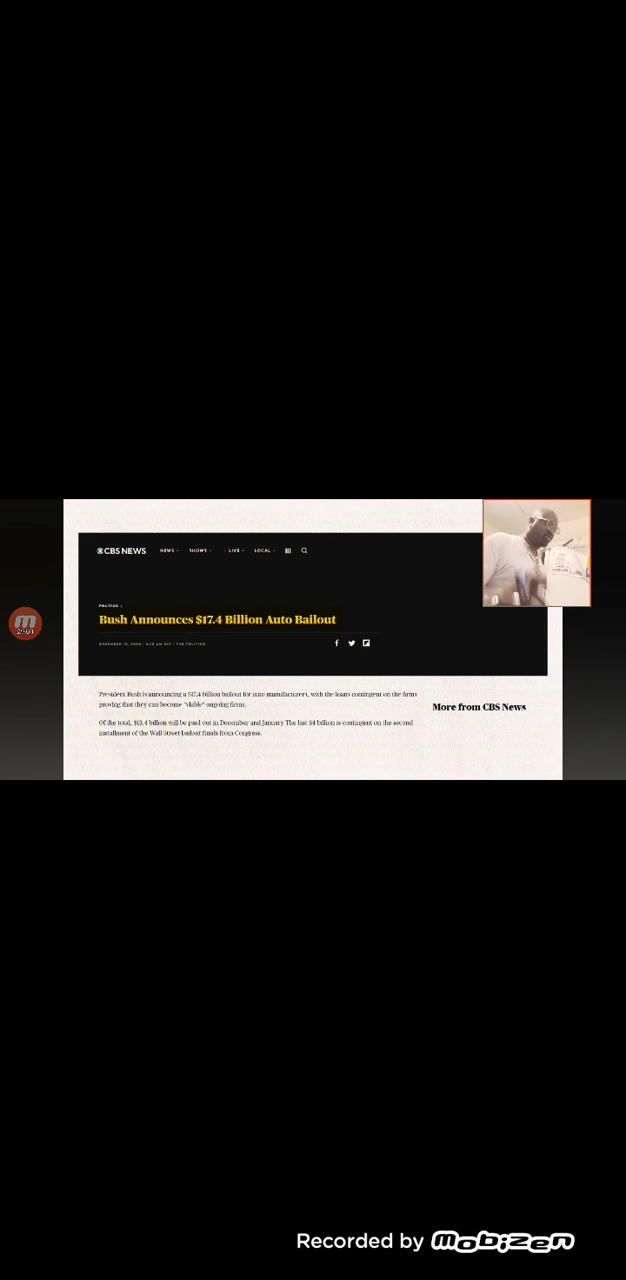 CBS NEWS
NEWS SHOWS LIVE LOCAL
POLITICS
Bush Announces $17.4 Billion Auto Bailout
President Bush is announcing a $17.4 billion bailout for auto manufacturers, with the loans contingent on the firms
proving that they can become "viable" ongoing firms.
More from CBS News
Of the total, $13.4 billion will be paid out in December and January The last $4 billion is contingent on the second
installment of the Wall Street bailout funds from Congress.
Recorded by mobizen